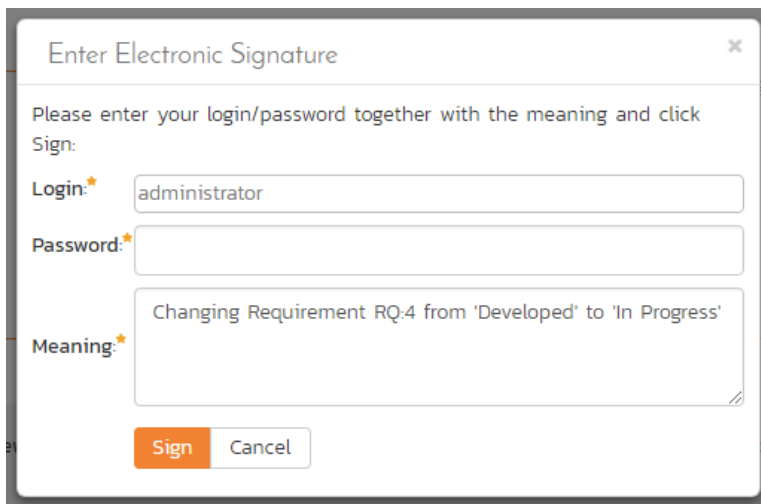 Enter Electronic Signature
×
Please enter your login/password together with the meaning and click
Sign:
Login:*
administrator
Password:*
Changing Requirement RQ:4 from 'Developed' to 'In Progress'
Meaning:*
Sign Cancel